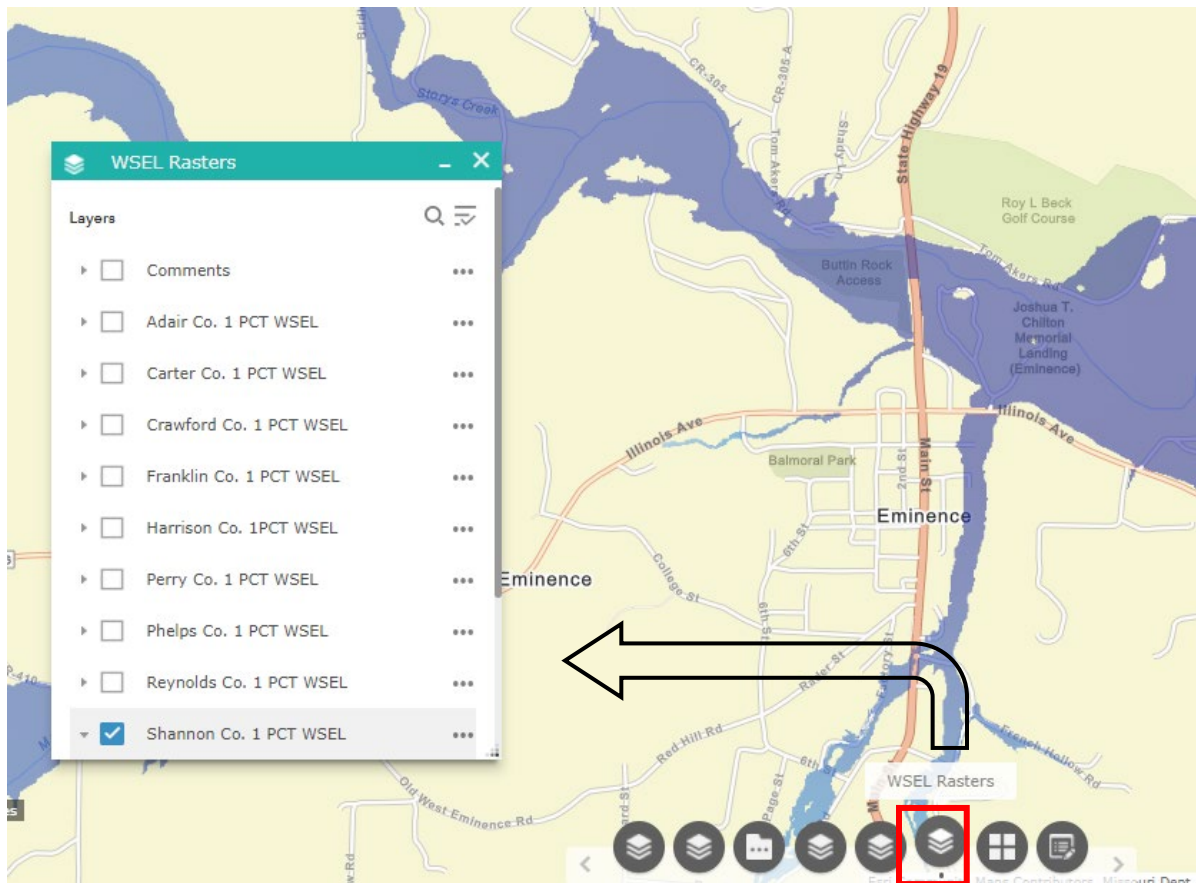 WSEL Rasters
Layers
Comments
Adair Co. 1 PCT WSEL
Carter Co. 1 PCT WSEL
Crawford Co. 1 PCT WSEL
Franklin Co. 1 PCT WSEL
Harrison Co. 1PCT WSEL
Perry Co. 1 PCT WSEL
Phelps Co. 1 PCT WSEL
Reynolds Co. 1 PCT WSEL
Shannon Co. 1 PCT WSEL
Storys Creek
CR-305
CR-305-A
Tom Akers Rd
Shady Ln
State Highway 19
Roy L Beck
Golf Course
Buttin Rock
Access
Tom Akers Rd
Joshua T.
Chilton
Memorial
Landing
(Eminence)
Illinois Ave
Illinois Ave
Balmoral Park
2nd St
Main St
Eminence
6th St
College St
Eminence
6th St
Rader St
Factory St
Red Hill Rd
French Hollow Rd
6th St
Page St
Old West Eminence Rd
P-410
WSEL Rasters